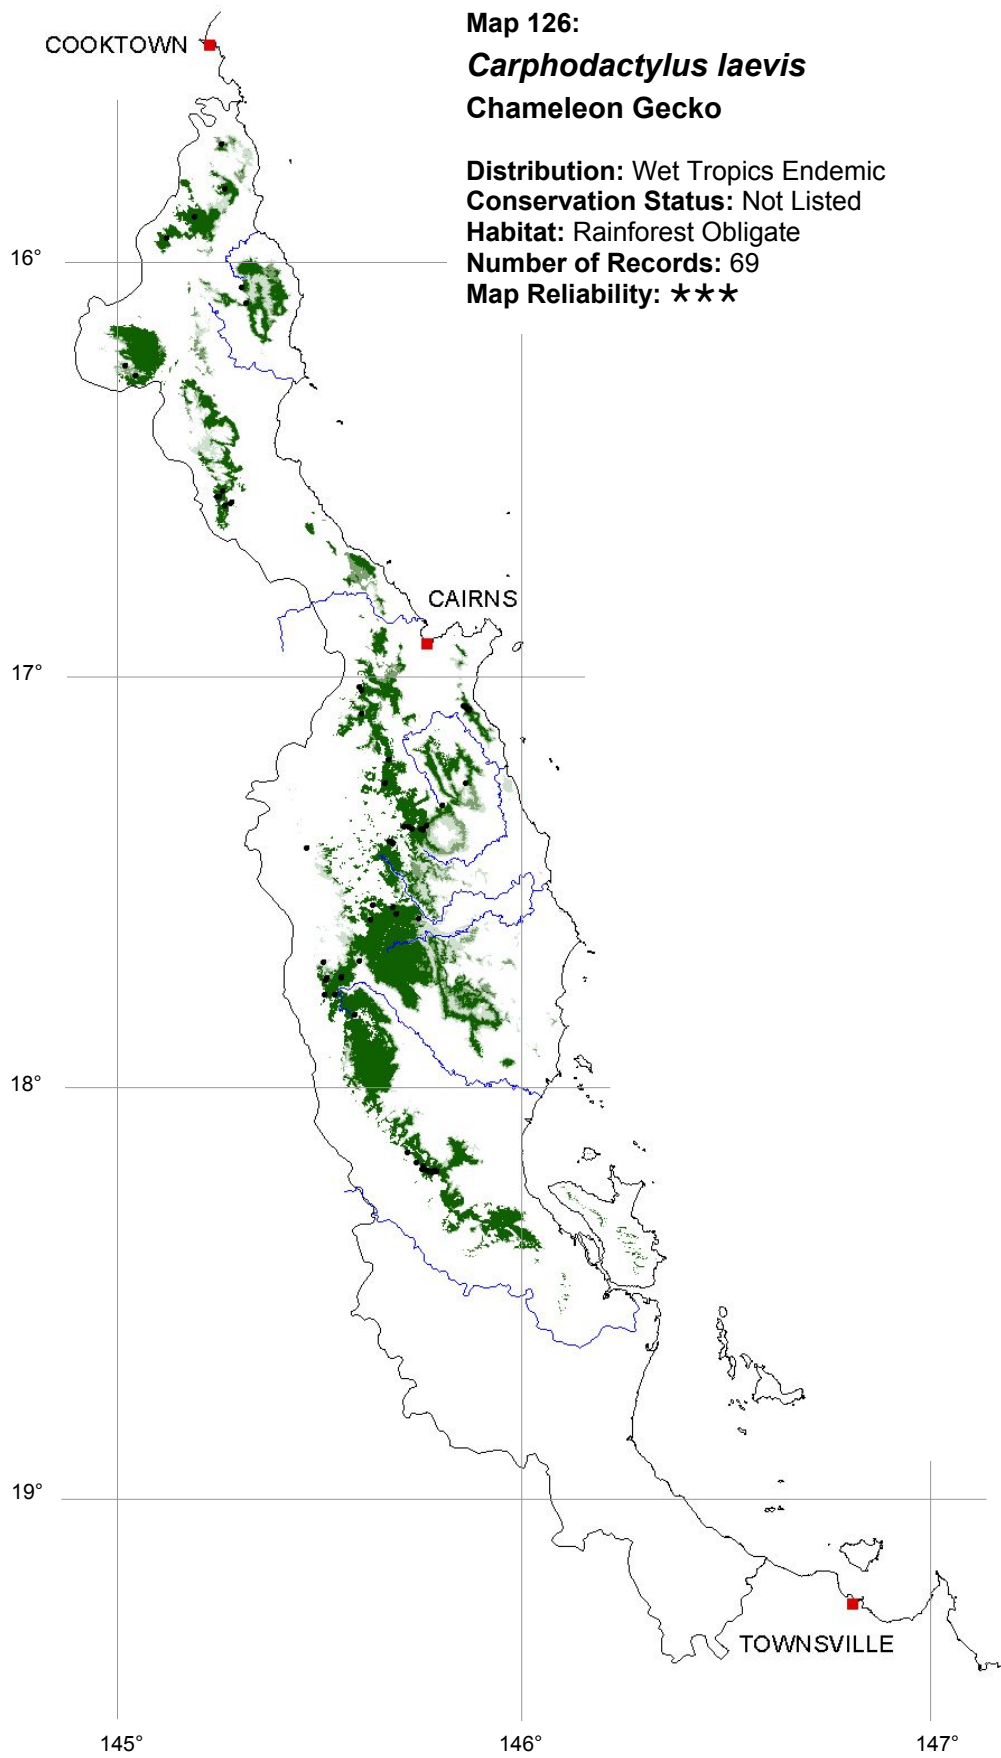 Map 126:
Carphodactylus laevis
Chameleon Gecko
Distribution: Wet Tropics Endemic
Conservation Status: Not Listed
Habitat: Rainforest Obligate
Number of Records: 69
Map Reliability: ***
COOKTOWN
16°
CAIRNS
17°
18°
19°
TOWNSVILLE
145° 146° 147°